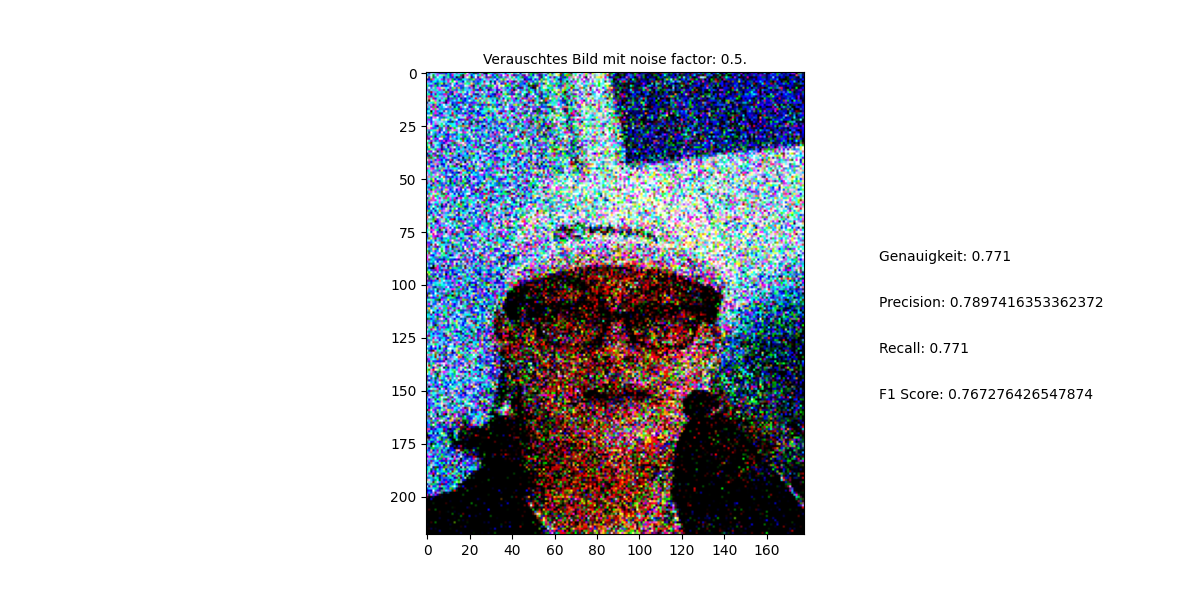 Verauschtes Bild mit noise factor: 0.5.
0
25
50
75
100
125
150
175
200
0 20 40 60 80 100 120 140 160
Genauigkeit: 0.771
Precision: 0.7897416353362372
Recall: 0.771
F1 Score: 0.767276426547874